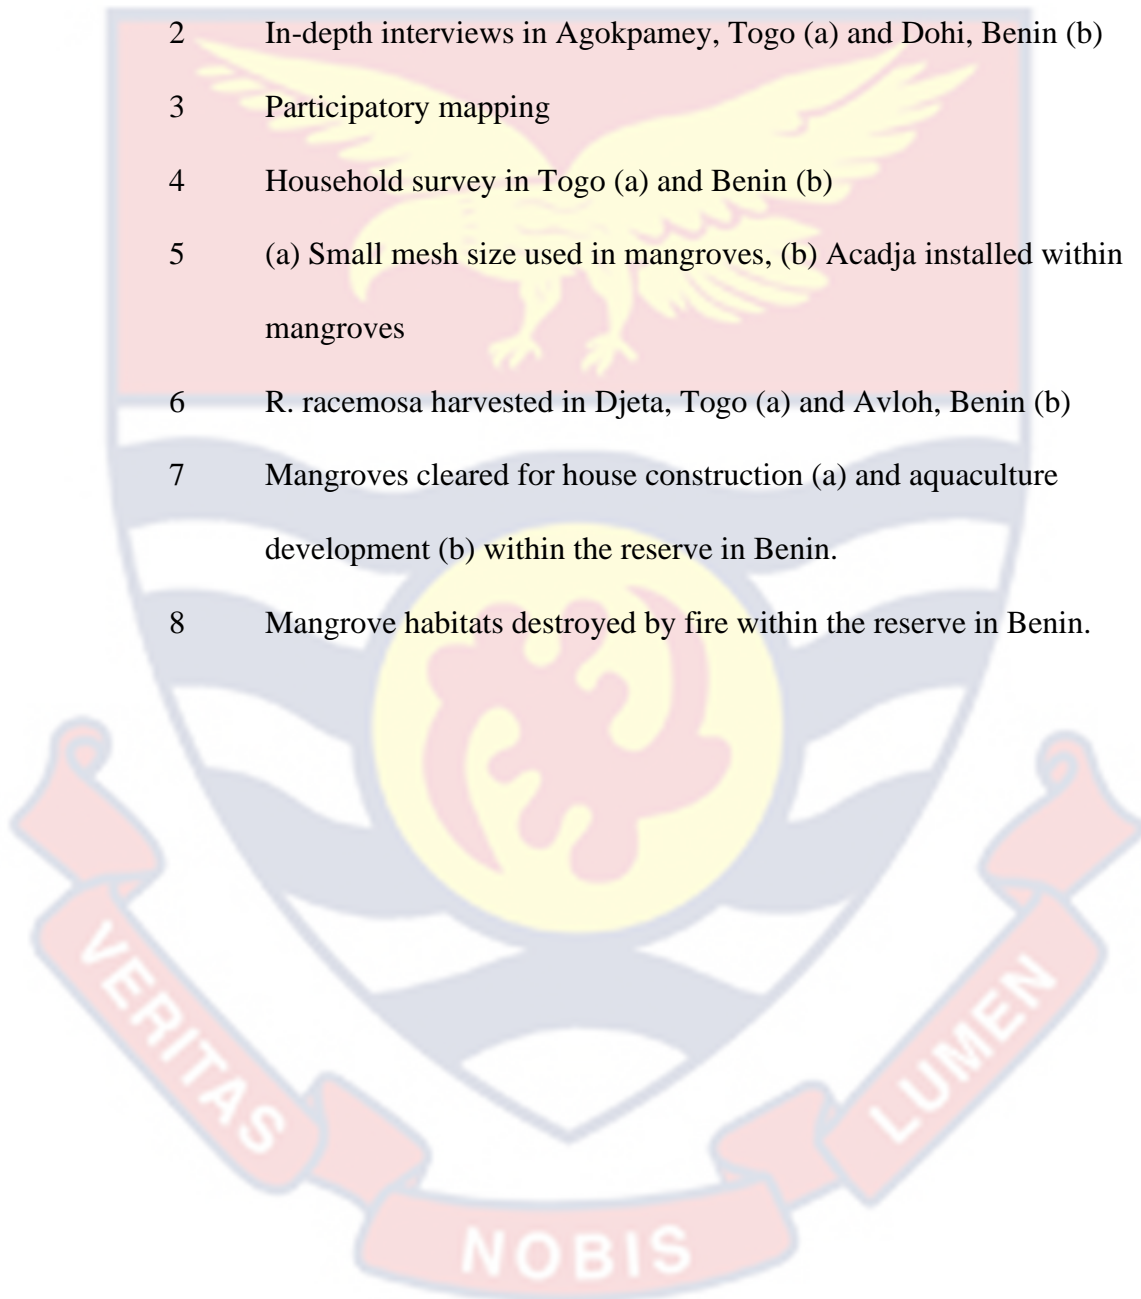 2 In-depth interviews in Agokpamey, Togo (a) and Dohi, Benin (b)
3 Participatory mapping
4 Household survey in Togo (a) and Benin (b)
5 (a) Small mesh size used in mangroves, (b) Acadja installed within
mangroves
6 R. racemosa harvested in Djeta, Togo (a) and Avloh, Benin (b)
7 Mangroves cleared for house construction (a) and aquaculture
development (b) within the reserve in Benin.
8 Mangrove habitats destroyed by fire within the reserve in Benin.
VERITAS
NOBIS
LUMEN